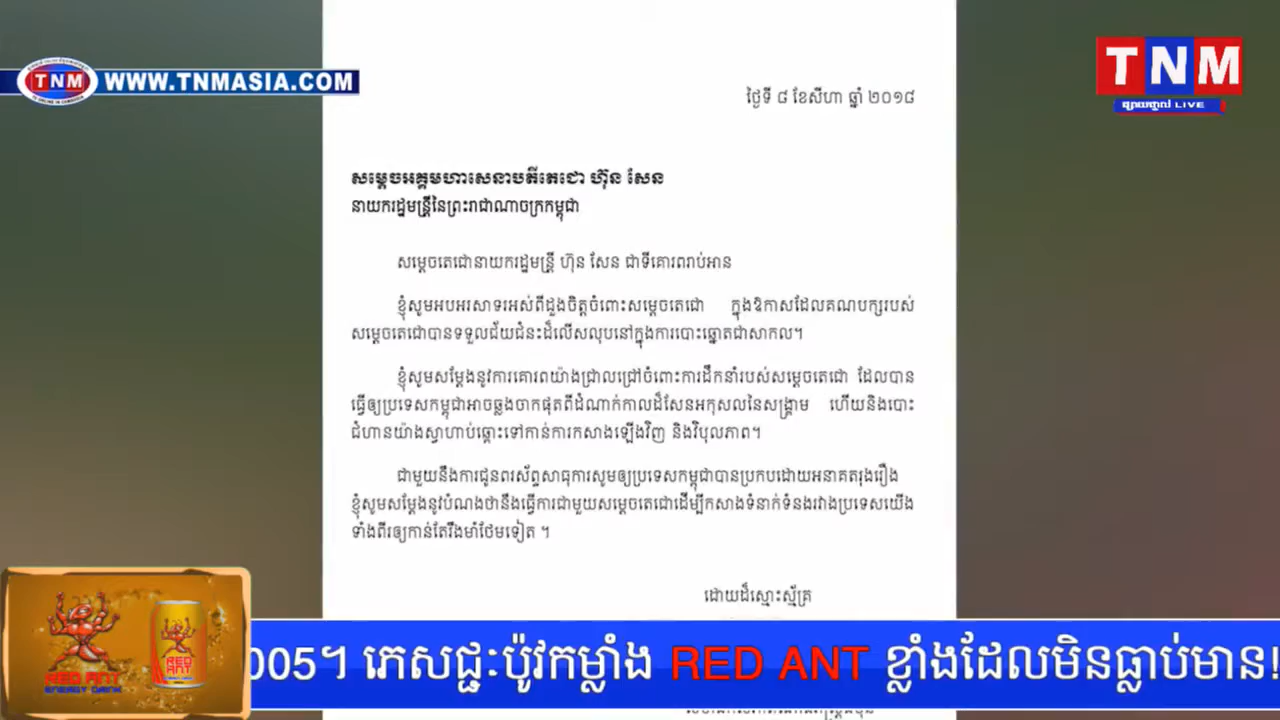 TNM WWW.TNMASIA.COM
TNM
ផ្សាយផ្ទាល់ LIVE
ថ្ងៃទី ៨ ខែសីហា ឆ្នាំ ២០១៨
សម្តេចអគ្គមហាសេនាបតីតេជោ ហ៊ុន សែន
នាយករដ្ឋមន្ត្រីនៃព្រះរាជាណាចក្រកម្ពុជា
សម្តេចតេជោនាយករដ្ឋមន្ត្រី ហ៊ុន សែន ជាទីគោរពរាប់អាន
ខ្ញុំសូមអបអរសាទរអស់ពីដួងចិត្តចំពោះសម្តេចតេជោ ក្នុងឱកាសដែលគណបក្សរបស់
សម្តេចតេជោបានទទួលជ័យជំនះដ៏លើសលុបនៅក្នុងការបោះឆ្នោតជាសាកល។
ខ្ញុំសូមសម្តែងនូវការគោរពយ៉ាងជ្រាលជ្រៅចំពោះការដឹកនាំរបស់សម្តេចតេជោ ដែលបាន
ធ្វើឲ្យប្រទេសកម្ពុជាអាចឆ្លងចាកផុតពីដំណាក់កាលដ៏សែនអកុសលនៃសង្គ្រាម ហើយនិងបោះ
ជំហានយ៉ាងស្វាហាប់ឆ្ពោះទៅកាន់ការកសាងឡើងវិញ និងវិបុលភាព។
ជាមួយនឹងការជូនពរស័ព្ទសាធុការសូមឲ្យប្រទេសកម្ពុជាបានប្រកបដោយអនាគតរុងរឿង
ខ្ញុំសូមសម្តែងនូវបំណងថានឹងធ្វើការជាមួយសម្តេចតេជោដើម្បីកសាងទំនាក់ទំនងរវាងប្រទេសយើង
ទាំងពីរឲ្យកាន់តែរឹងមាំថែមទៀត ។
ដោយដ៏ស្មោះស្ម័គ្រ
RED ANT
ENERGY DRINK
RED ANT
005។ ភេសជ្ជៈប៉ូវកម្លាំង RED ANT ខ្លាំងដែលមិនធ្លាប់មាន!